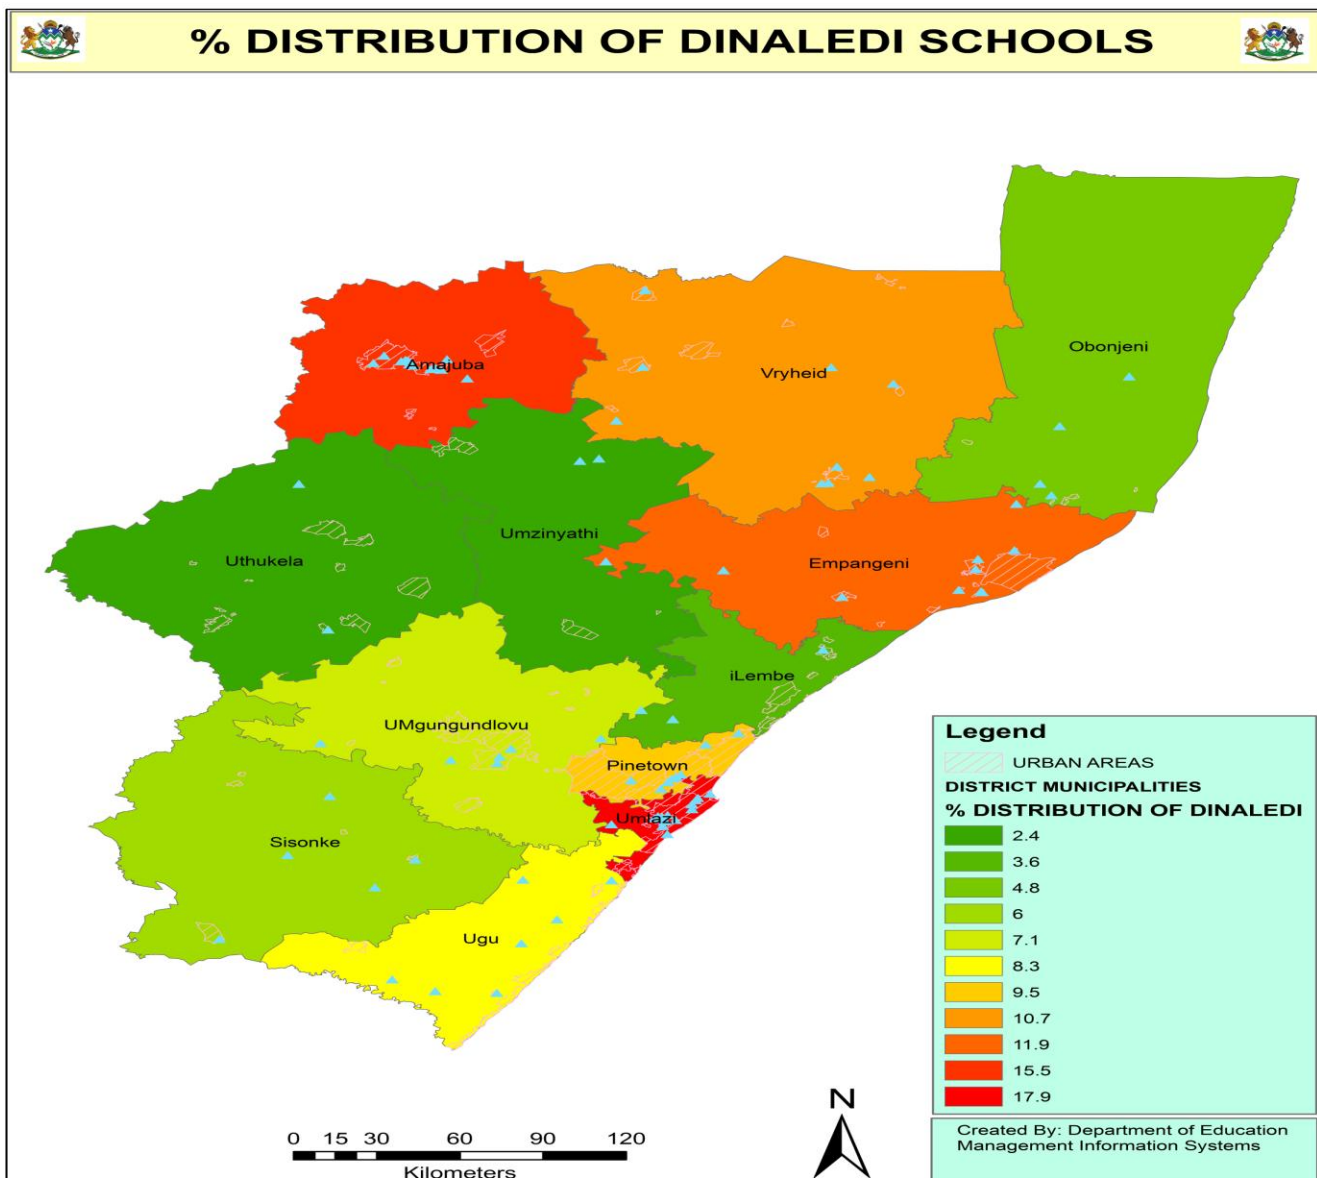 % DISTRIBUTION OF DINALEDI SCHOOLS
Obonjeni
Amajuba
Vryheid
Umzinyathi
Uthukela
Empangeni
iLembe
UMgungundlovu
Pinetown
Umlazi
Sisonke
Ugu
Legend
URBAN AREAS
DISTRICT MUNICIPALITIES
% DISTRIBUTION OF DINALEDI
2.4
3.6
4.8
6
7.1
8.3
9.5
10.7
11.9
15.5
17.9
N
0 15 30 60 90 120
Kilometers
Created By: Department of Education
Management Information Systems